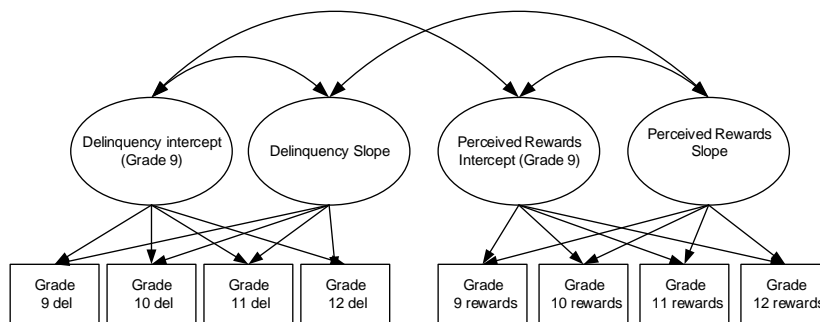 Delinquency intercept
(Grade 9)
Delinquency Slope
Perceived Rewards
Intercept (Grade 9)
Perceived Rewards
Slope
Grade
9 del
Grade
10 del
Grade
11 del
Grade
12 del
Grade
9 rewards
Grade
10 rewards
Grade
11 rewards
Grade
12 rewards